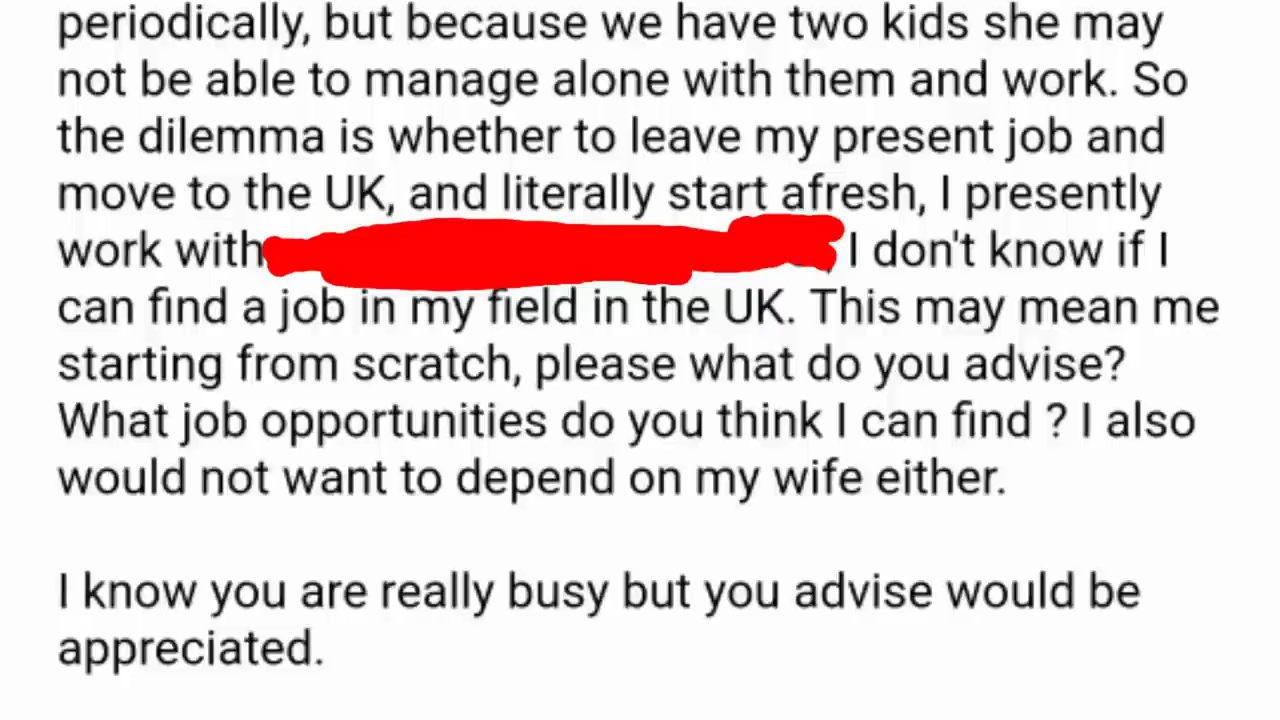 periodically, but because we have two kids she may
not be able to manage alone with them and work. So
the dilemma is whether to leave my present job and
move to the UK, and literally start afresh, I presently
work with I don't know if I
can find a job in my field in the UK. This may mean me
starting from scratch, please what do you advise?
What job opportunities do you think I can find ? I also
would not want to depend on my wife either.
I know you are really busy but you advise would be
appreciated.